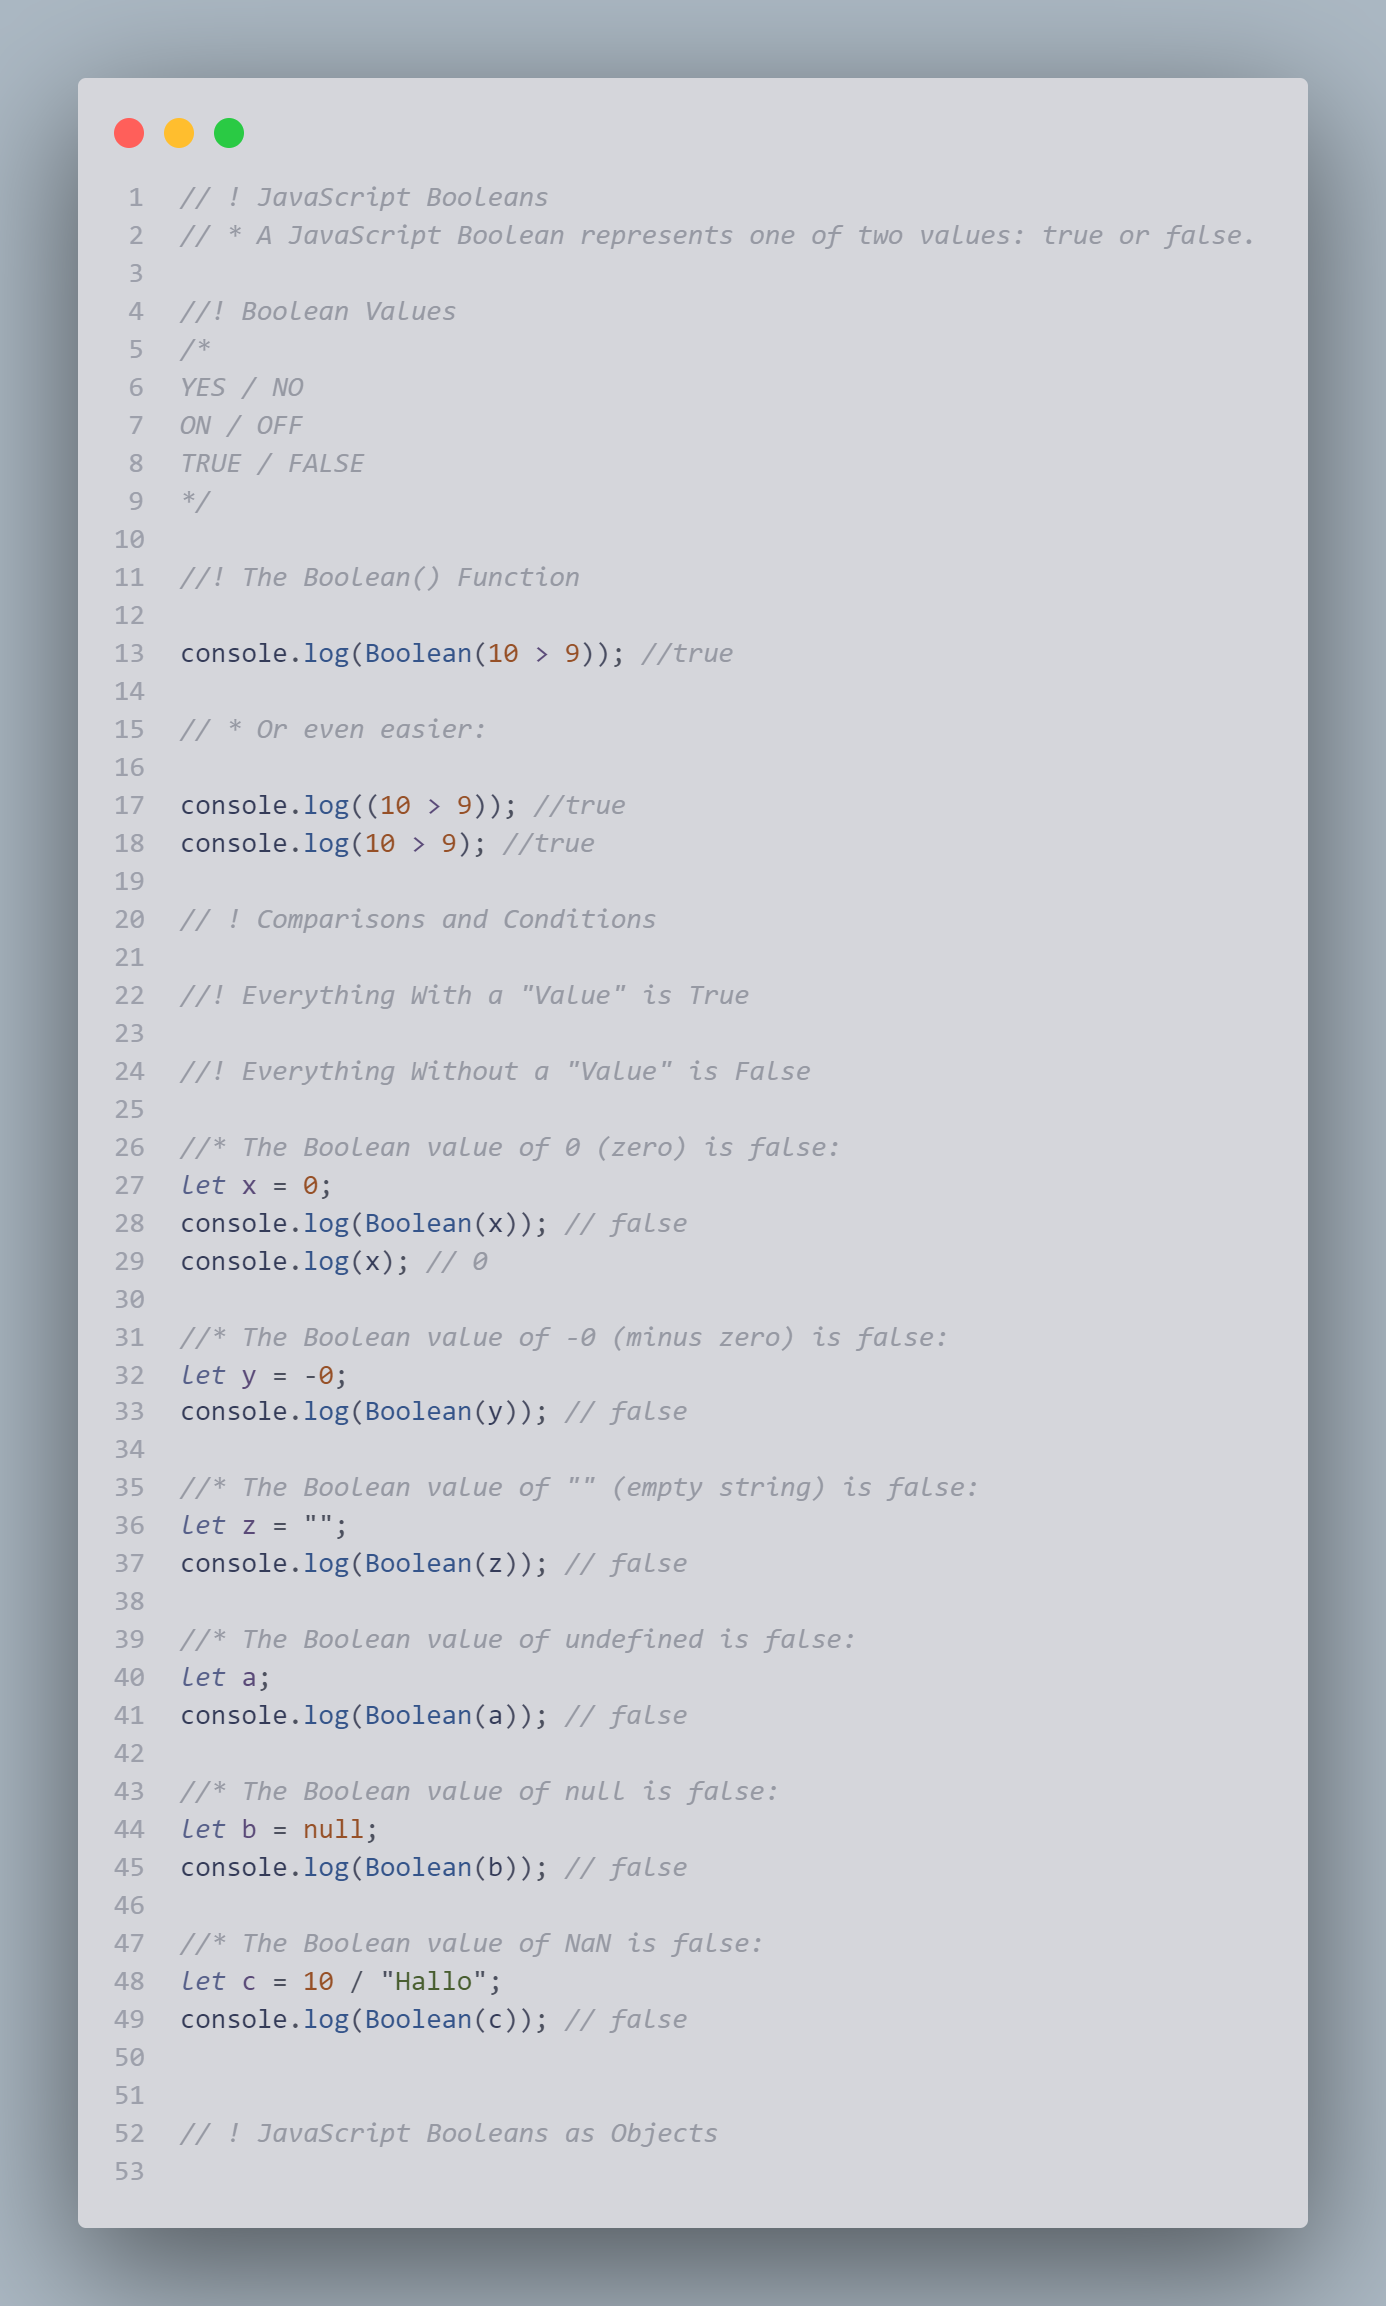 1 // ! JavaScript Booleans
2 // * A JavaScript Boolean represents one of two values: true or false.
3
4 //! Boolean Values
5 /*
6 YES / NO
7 ON / OFF
8 TRUE / FALSE
9 */
10
11 //! The Boolean() Function
12
13 console.log(Boolean(10 > 9)); //true
14
15 // * Or even easier:
16
17 console.log((10 > 9)); //true
18 console.log(10 > 9); //true
19
20 // ! Comparisons and Conditions
21
22 //! Everything With a "Value" is True
23
24 //! Everything Without a "Value" is False
25
26 //* The Boolean value of 0 (zero) is false:
27 let x = 0;
28 console.log(Boolean(x)); // false
29 console.log(x); // 0
30
31 //* The Boolean value of -0 (minus zero) is false:
32 let y = -0;
33 console.log(Boolean(y)); // false
34
35 //* The Boolean value of "" (empty string) is false:
36 let z = "";
37 console.log(Boolean(z)); // false
38
39 //* The Boolean value of undefined is false:
40 let a;
41 console.log(Boolean(a)); // false
42
43 //* The Boolean value of null is false:
44 let b = null;
45 console.log(Boolean(b)); // false
46
47 //* The Boolean value of NaN is false:
48 let c = 10 / "Hallo";
49 console.log(Boolean(c)); // false
50
51
52 // ! JavaScript Booleans as Objects
53